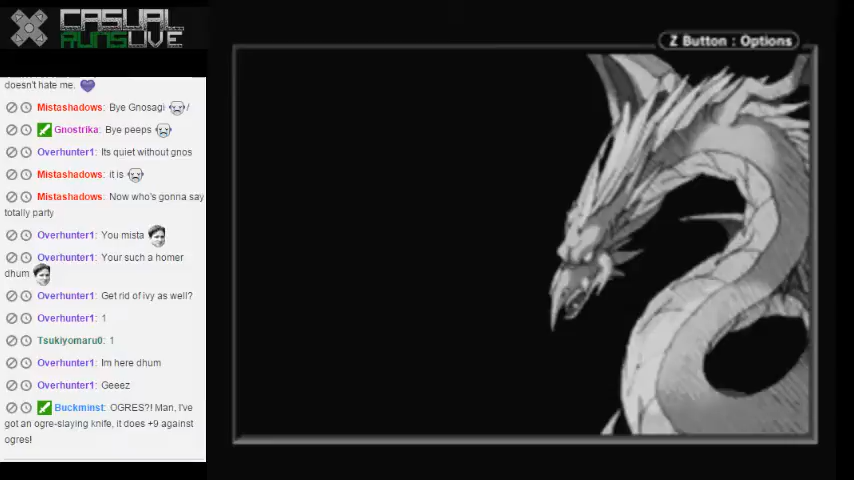 CASUAL
RUNSLIVE
Z Button : Options
doesn't hate me.
Mistashadows: Bye Gnosagi /
Gnostrika: Bye peeps
Overhunter1: Its quiet without gnos
Mistashadows: it is
Mistashadows: Now who's gonna say
totally party
Overhunter1: You mista
Overhunter1: Your such a homer
dhum
Overhunter1: Get rid of ivy as well?
Overhunter1: 1
Tsukiyomaru0: 1
Overhunter1: Im here dhum
Overhunter1: Geeez
Buckminst: OGRES?! Man, I've
got an ogre-slaying knife, it does +9 against
ogres!